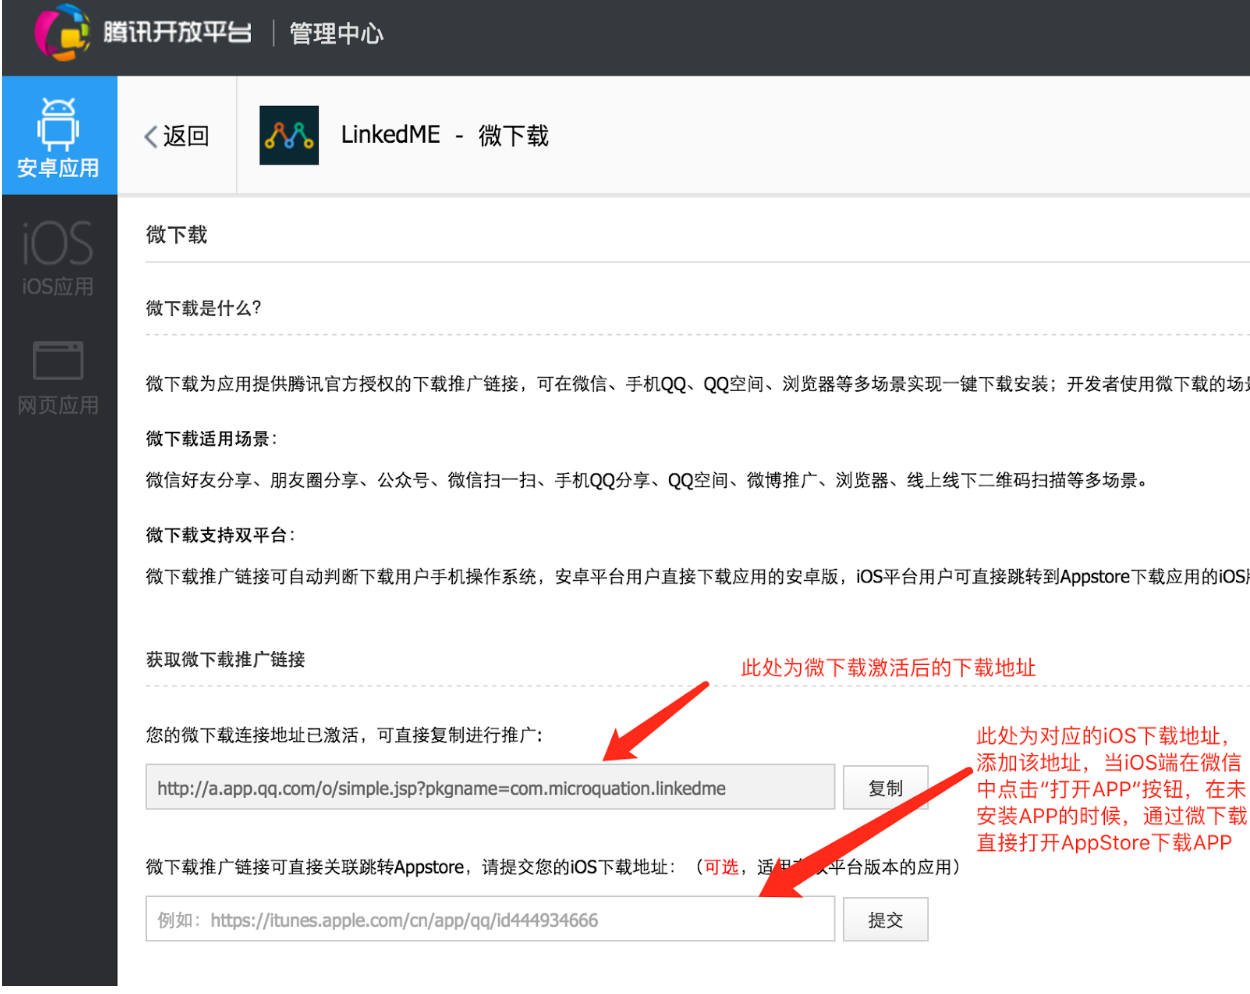 腾讯开放平台 | 管理中心
安卓应用
返回
LinkedME - 微下载
iOS
iOS应用
网页应用
微下载
微下载是什么?
微下载为应用提供腾讯官方授权的下载推广链接，可在微信、手机QQ、QQ空间、浏览器等多场景实现一键下载安装；开发者使用微下载的场
微下载适用场景：
微信好友分享、朋友圈分享、公众号、微信扫一扫、手机QQ分享、QQ空间、微博推广、浏览器、线上线下二维码扫描等多场景。
微下载支持双平台：
微下载推广链接可自动判断下载用户手机操作系统，安卓平台用户直接下载应用的安卓版，iOS平台用户可直接跳转到Appstore下载应用的iOS
获取微下载推广链接
此处为微下载激活后的下载地址
您的微下载连接地址已激活，可直接复制进行推广：
http://a.app.qq.com/o/simple.jsp?pkgname=com.microquation.linkedme
复制
此处为对应的iOS下载地址，
添加该地址，当iOS端在微信
中点击“打开APP”按钮，在未
安装APP的时候，通过微下载
直接打开AppStore下载APP
微下载推广链接可直接关联跳转Appstore，请提交您的iOS下载地址：（可选，适用平台版本的应用）
例如：https://itunes.apple.com/cn/app/qq/id444934666
提交